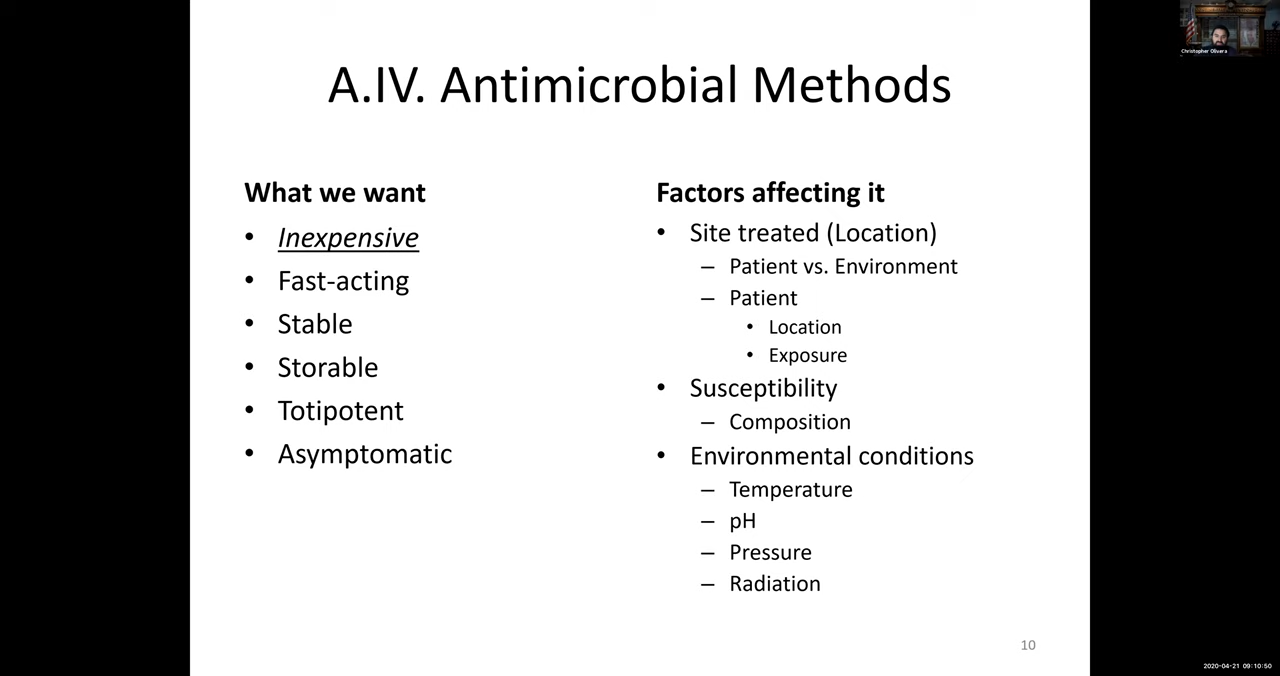 A.IV. Antimicrobial Methods
What we want
• Inexpensive
• Fast-acting
• Stable
• Storable
• Totipotent
• Asymptomatic
Factors affecting it
• Site treated (Location)
– Patient vs. Environment
– Patient
• Location
• Exposure
• Susceptibility
– Composition
• Environmental conditions
– Temperature
– pH
– Pressure
– Radiation
10
Christopher Olivera
2020-04-21 09:10:50